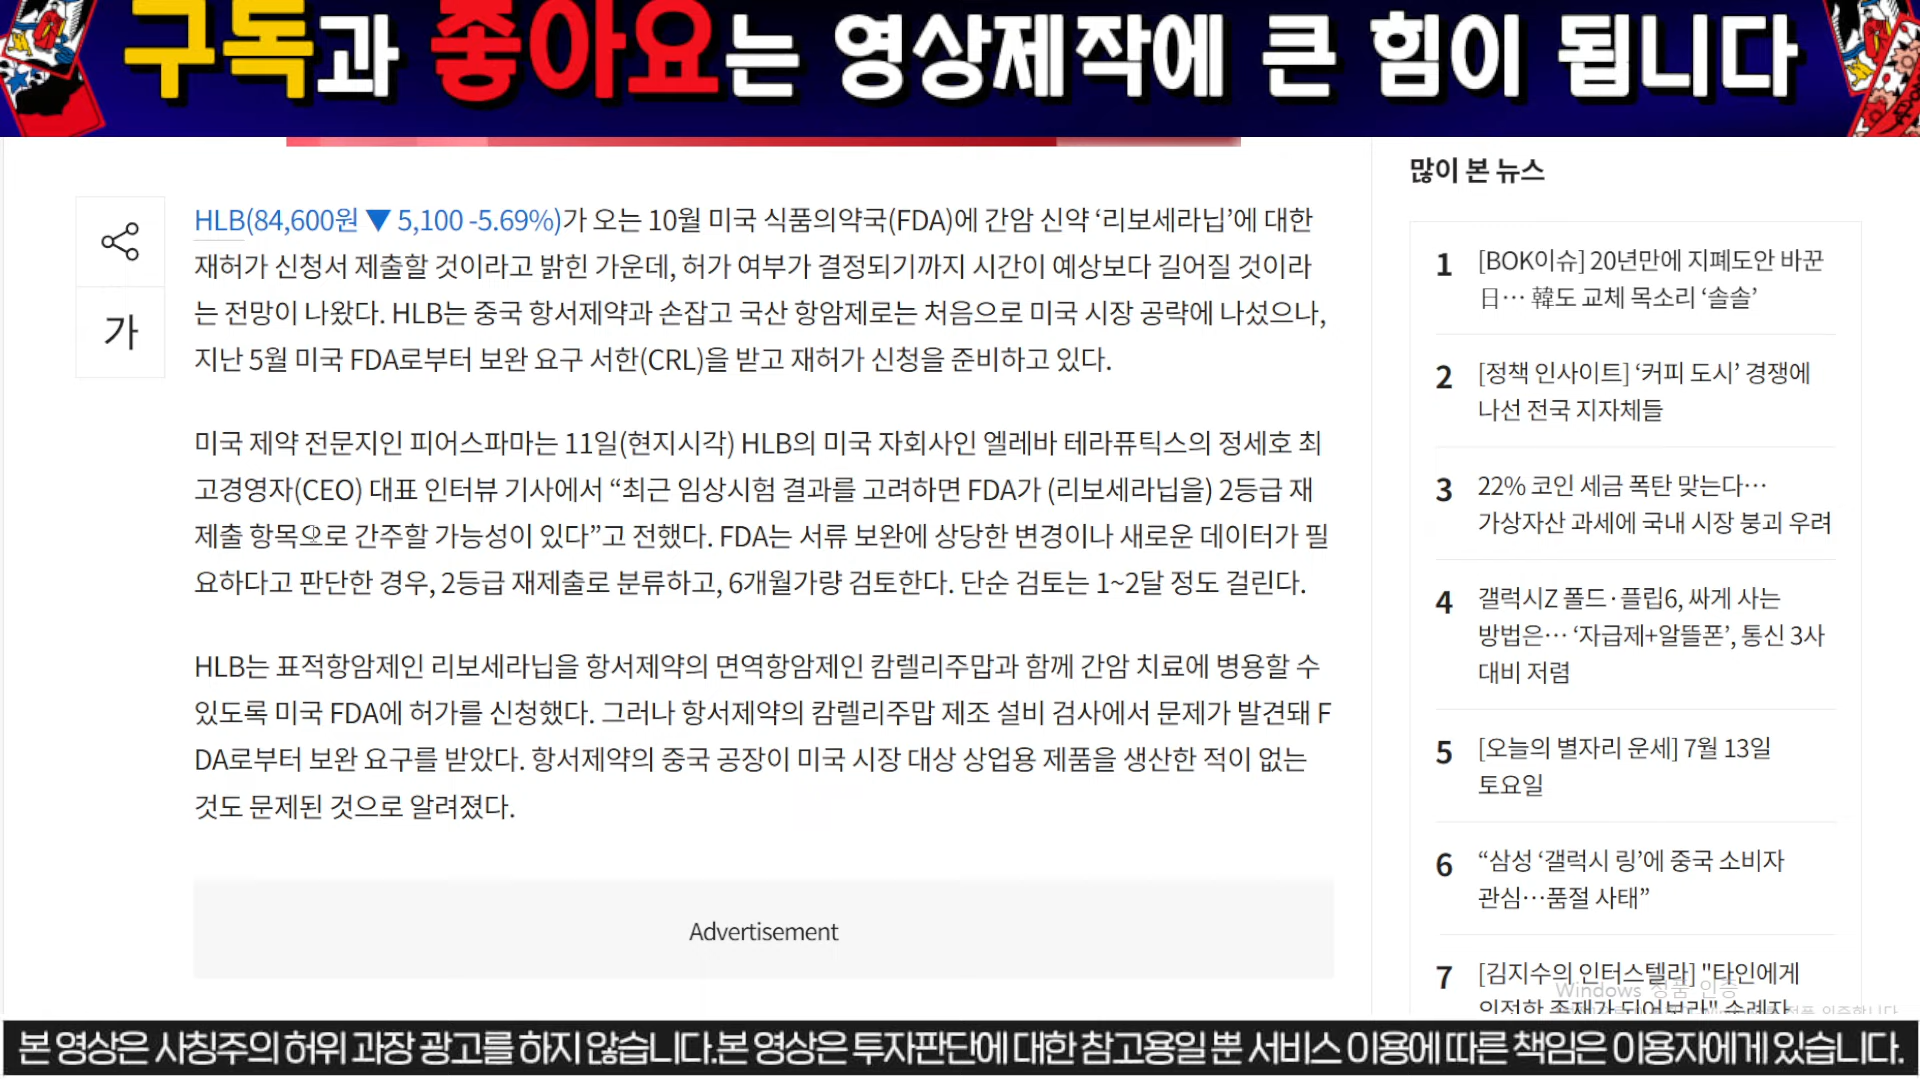 구독과 좋아요는 영상제작에 큰 힘이 됩니다
HLB(84,600원 ▼ 5,100 -5.69%)가 오는 10월 미국 식품의약국(FDA)에 간암 신약 ‘리보세라닙’에 대한
재허가 신청서 제출할 것이라고 밝힌 가운데, 허가 여부가 결정되기까지 시간이 예상보다 길어질 것이라
는 전망이 나왔다. HLB는 중국 항서제약과 손잡고 국산 항암제로는 처음으로 미국 시장 공략에 나섰으나,
지난 5월 미국 FDA로부터 보완 요구 서한(CRL)을 받고 재허가 신청을 준비하고 있다.
가
미국 제약 전문지인 피어스파마는 11일(현지시각) HLB의 미국 자회사인 엘레바 테라퓨틱스의 정세호 최
고경영자(CEO) 대표 인터뷰 기사에서 “최근 임상시험 결과를 고려하면 FDA가 (리보세라닙을) 2등급 재
제출 항목으로 간주할 가능성이 있다”고 전했다. FDA는 서류 보완에 상당한 변경이나 새로운 데이터가 필
요하다고 판단한 경우, 2등급 재제출로 분류하고, 6개월가량 검토한다. 단순 검토는 1~2달 정도 걸린다.
HLB는 표적항암제인 리보세라닙을 항서제약의 면역항암제인 캄렐리주맙과 함께 간암 치료에 병용할 수
있도록 미국 FDA에 허가를 신청했다. 그러나 항서제약의 캄렐리주맙 제조 설비 검사에서 문제가 발견돼 F
DA로부터 보완 요구를 받았다. 항서제약의 중국 공장이 미국 시장 대상 상업용 제품을 생산한 적이 없는
것도 문제된 것으로 알려졌다.
Advertisement
많이 본 뉴스
1 [BOK이슈] 20년만에 지폐도안 바꾼
日… 韓도 교체 목소리 ‘솔솔’
2 [정책 인사이트] ‘커피 도시’ 경쟁에
나선 전국 지자체들
3 22% 코인 세금 폭탄 맞는다…
가상자산 과세에 국내 시장 붕괴 우려
4 갤럭시Z 폴드·플립6, 싸게 사는
방법은… ‘자급제+알뜰폰’, 통신 3사
대비 저렴
5 [오늘의 별자리 운세] 7월 13일
토요일
6 “삼성 ‘갤럭시 링’에 중국 소비자
관심…품절 사태”
7 [김지수의 인터스텔라] "타인에게
Windows 정품 인증
본 영상은 사칭주의 허위 과장 광고를 하지 않습니다.본 영상은 투자판단에 대한 참고용일 뿐 서비스 이용에 따른 책임은 이용자에게 있습니다.